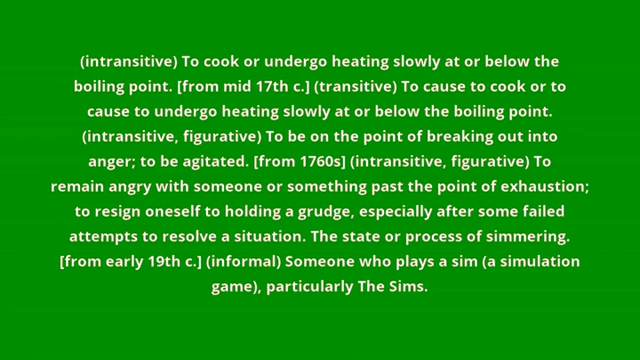 (intransitive) To cook or undergo heating slowly at or below the
boiling point. [from mid 17th c.] (transitive) To cause to cook or to
cause to undergo heating slowly at or below the boiling point.
(intransitive, figurative) To be on the point of breaking out into
anger; to be agitated. [from 1760s] (intransitive, figurative) To
remain angry with someone or something past the point of exhaustion;
to resign oneself to holding a grudge, especially after some failed
attempts to resolve a situation. The state or process of simmering.
[from early 19th c.] (informal) Someone who plays a sim (a simulation
game), particularly The Sims.